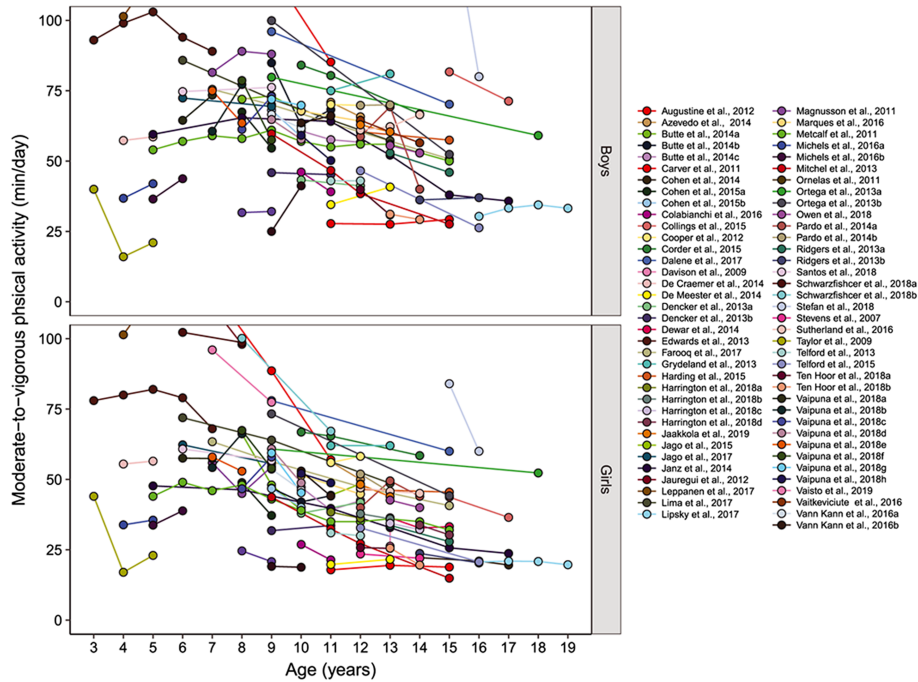 100
75
50
25
0
Boys
100
75
50
25
0
Girls
Moderate−to−vigorous phsical activity (min/day)
3 4 5 6 7 8 9 10 11 12 13 14 15 16 17 18 19
Age (years)
Augustine et al., 2012
Azevedo et al., 2014
Butte et al., 2014a
Butte et al., 2014b
Butte et al., 2014c
Carver et al., 2011
Cohen et al., 2014
Cohen et al., 2015a
Cohen et al., 2015b
Colabianchi et al., 2016
Collings et al., 2015
Cooper et al., 2012
Corder et al., 2015
Dalene et al., 2017
Davison et al., 2009
De Craemer et al., 2014
De Meester et al., 2014
Dencker et al., 2013a
Dencker et al., 2013b
Dewar et al., 2014
Edwards et al., 2013
Farooq et al., 2017
Grydeland et al., 2013
Harding et al., 2015
Harrington et al., 2018a
Harrington et al., 2018b
Harrington et al., 2018c
Harrington et al., 2018d
Jaakkola et al., 2019
Jago et al., 2015
Jago et al., 2017
Janz et al., 2014
Jauregui et al., 2012
Leppanen et al., 2017
Lima et al., 2017
Lipsky et al., 2017
Magnusson et al., 2011
Marques et al., 2016
Metcalf et al., 2011
Michels et al., 2016a
Michels et al., 2016b
Mitchel et al., 2013
Ornelas et al., 2011
Ortega et al., 2013a
Ortega et al., 2013b
Owen et al., 2018
Pardo et al., 2014a
Pardo et al., 2014b
Ridgers et al., 2013a
Ridgers et al., 2013b
Santos et al., 2018
Schwarzfishcer et al., 2018a
Schwarzfishcer et al., 2018b
Stefan et al., 2018
Stevens et al., 2007
Sutherland et al., 2016
Taylor et al., 2009
Telford et al., 2013
Telford et al., 2015
Ten Hoor et al., 2018a
Ten Hoor et al., 2018b
Vaipuna et al., 2018a
Vaipuna et al., 2018b
Vaipuna et al., 2018c
Vaipuna et al., 2018d
Vaipuna et al., 2018e
Vaipuna et al., 2018f
Vaipuna et al., 2018g
Vaipuna et al., 2018h
Vaisto et al., 2019
Vaitkeviciute et al., 2016
Vann Kann et al., 2016a
Vann Kann et al., 2016b